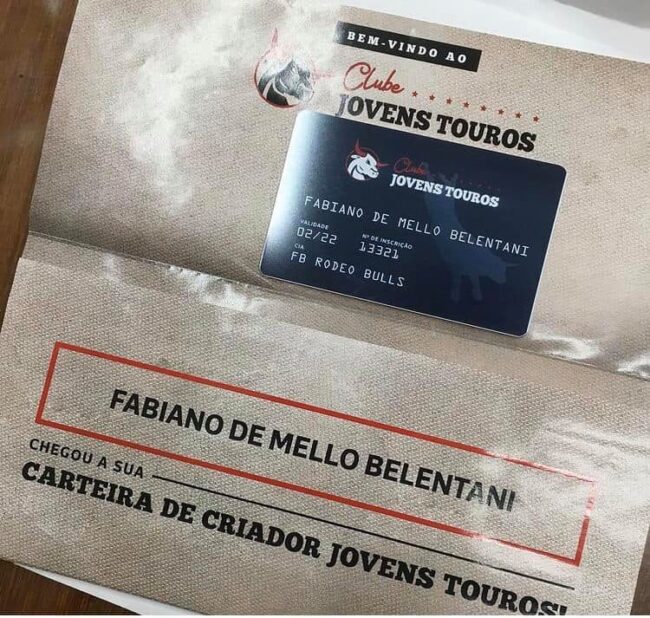 BEM-VINDO AO
Clube
JOVENS TOUROS
Clube
JOVENS TOUROS
FABIANO DE MELLO BELENTANI
VALIDADE Nº DE INSCRIÇÃO
02/22 13321
CIA
FB RODEO BULLS
FABIANO DE MELLO BELENTANI
CHEGOU A SUA
CARTEIRA DE CRIADOR JOVENS TOUROS!